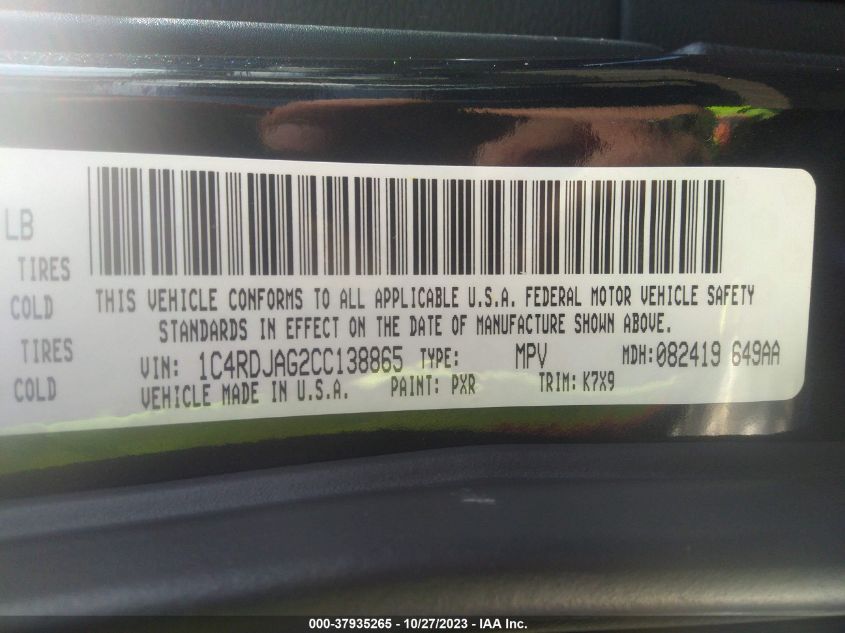 LB
TIRES
COLD
TIRES
COLD
THIS VEHICLE CONFORMS TO ALL APPLICABLE U.S.A. FEDERAL MOTOR VEHICLE SAFETY
STANDARDS IN EFFECT ON THE DATE OF MANUFACTURE SHOWN ABOVE.
VIN: 1C4RDJAG2CC138865 TYPE: MPV MDH:082419 649AA
VEHICLE MADE IN U.S.A. PAINT: PXR TRIM: K7X9
000-37935265 - 10/27/2023 - IAA Inc.